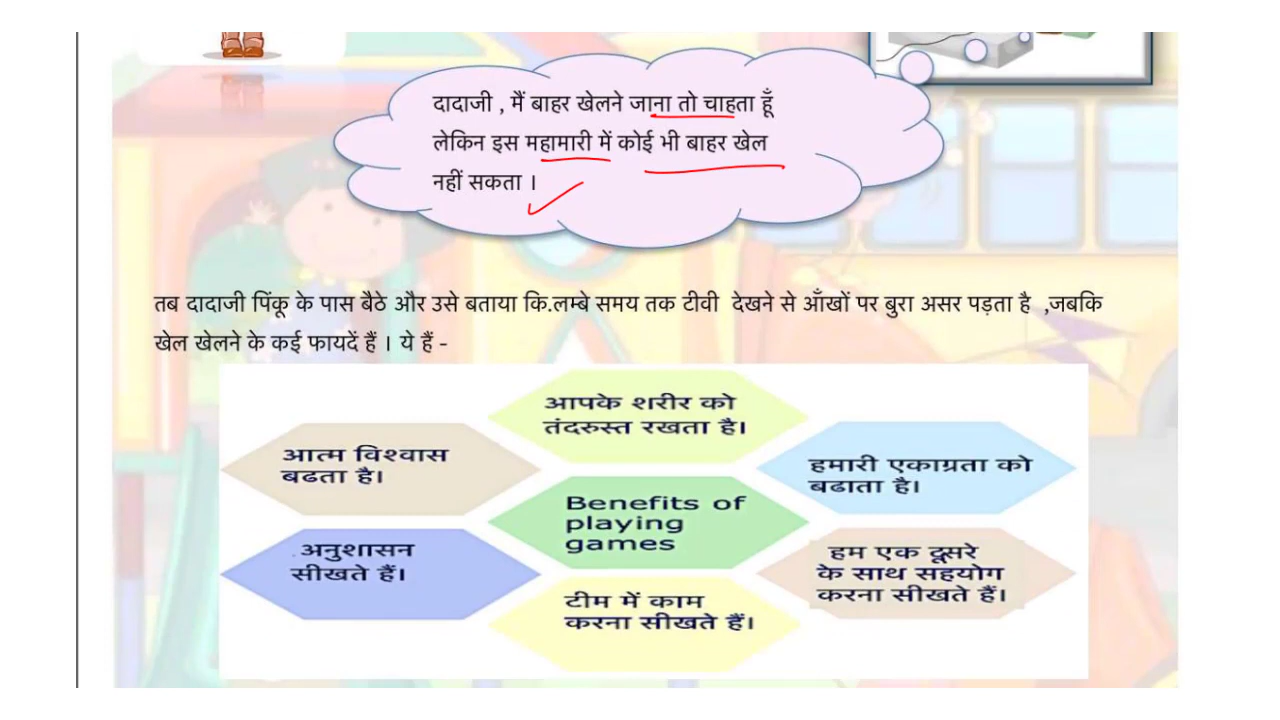 दादाजी , मैं बाहर खेलने जाना तो चाहता हूँ
लेकिन इस महामारी में कोई भी बाहर खेल
नहीं सकता ।
तब दादाजी पिंकू के पास बैठे और उसे बताया कि.लम्बे समय तक टीवी देखने से आँखों पर बुरा असर पड़ता है ,जबकि
खेल खेलने के कई फायदें हैं । ये हैं -
आपके शरीर को
तंदरुस्त रखता है।
आत्म विश्वास
बढता है।
हमारी एकाग्रता को
बढाता है।
Benefits of
playing
games
.अनुशासन
सीखते हैं।
हम एक दूसरे
के साथ सहयोग
करना सीखते हैं।
टीम में काम
करना सीखते हैं।